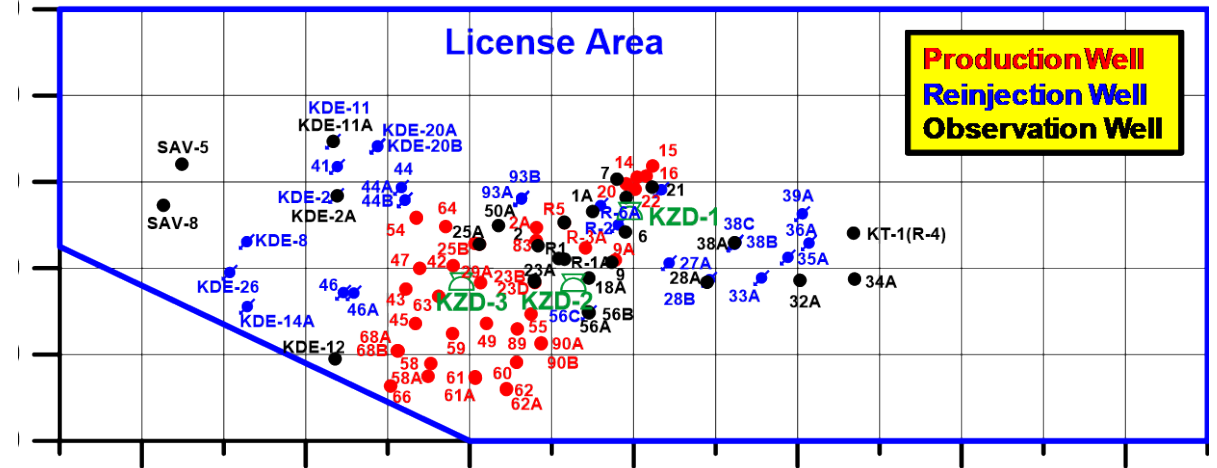 License Area
Production Well
Reinjection Well
Observation Well
KDE-11
KDE-11A
KDE-20A
KDE-20B
SAV-5
41
SAV-8
KDE-2
KDE-2A
44
44A
44B
93B
93A
7
14
15
16
20
21
22
1A
R-6A
R-2
KZD-1
6
50A
R5
2A
2
83
64
54
25A
25B
R1
R-3A
R-1A
9A
9
39A
38C
38A
38B
36A
35A
KT-1(R-4)
KDE-8
KDE-26
KDE-14A
46
46A
47
42
29A
23A
23B
23D
KZD-3
KZD-2
18A
27A
28A
28B
33A
32A
34A
43
63
45
56C
56B
56A
55
49
89
59
90A
90B
68A
68B
KDE-12
58
58A
66
61
61A
60
62
62A